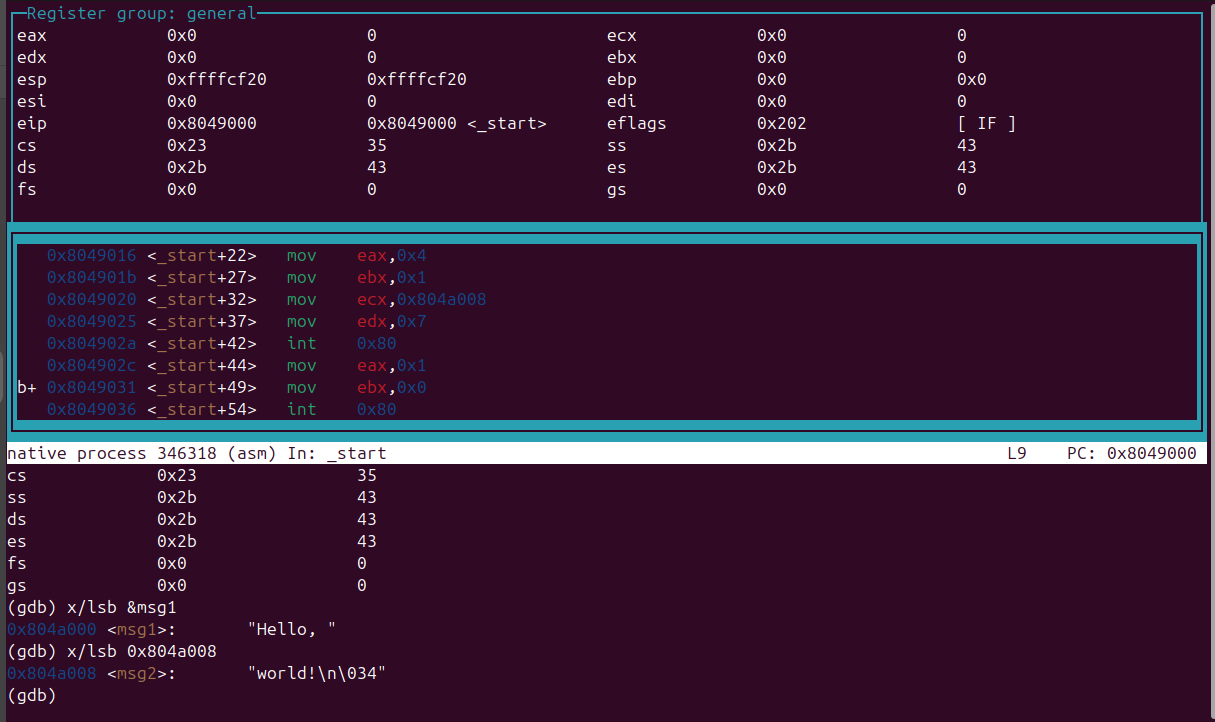 Register group: general
eax 0x0 0 ecx 0x0 0
edx 0x0 0 ebx 0x0 0
esp 0xffffcf20 0xffffcf20 ebp 0x0 0x0
esi 0x0 0 edi 0x0 0
eip 0x8049000 0x8049000 <_start> eflags 0x202 [ IF ]
cs 0x23 35 ss 0x2b 43
ds 0x2b 43 es 0x2b 43
fs 0x0 0 gs 0x0 0
0x8049016 <_start+22> mov eax,0x4
0x804901b <_start+27> mov ebx,0x1
0x8049020 <_start+32> mov ecx,0x804a008
0x8049025 <_start+37> mov edx,0x7
0x804902a <_start+42> int 0x80
0x804902c <_start+44> mov eax,0x1
b+ 0x8049031 <_start+49> mov ebx,0x0
0x8049036 <_start+54> int 0x80
native process 346318 (asm) In: _start L9 PC: 0x8049000
cs 0x23 35
ss 0x2b 43
ds 0x2b 43
es 0x2b 43
fs 0x0 0
gs 0x0 0
(gdb) x/lsb &msg1
0x804a000 <msg1>: "Hello, "
(gdb) x/lsb 0x804a008
0x804a008 <msg2>: "world!\n\034"
(gdb)